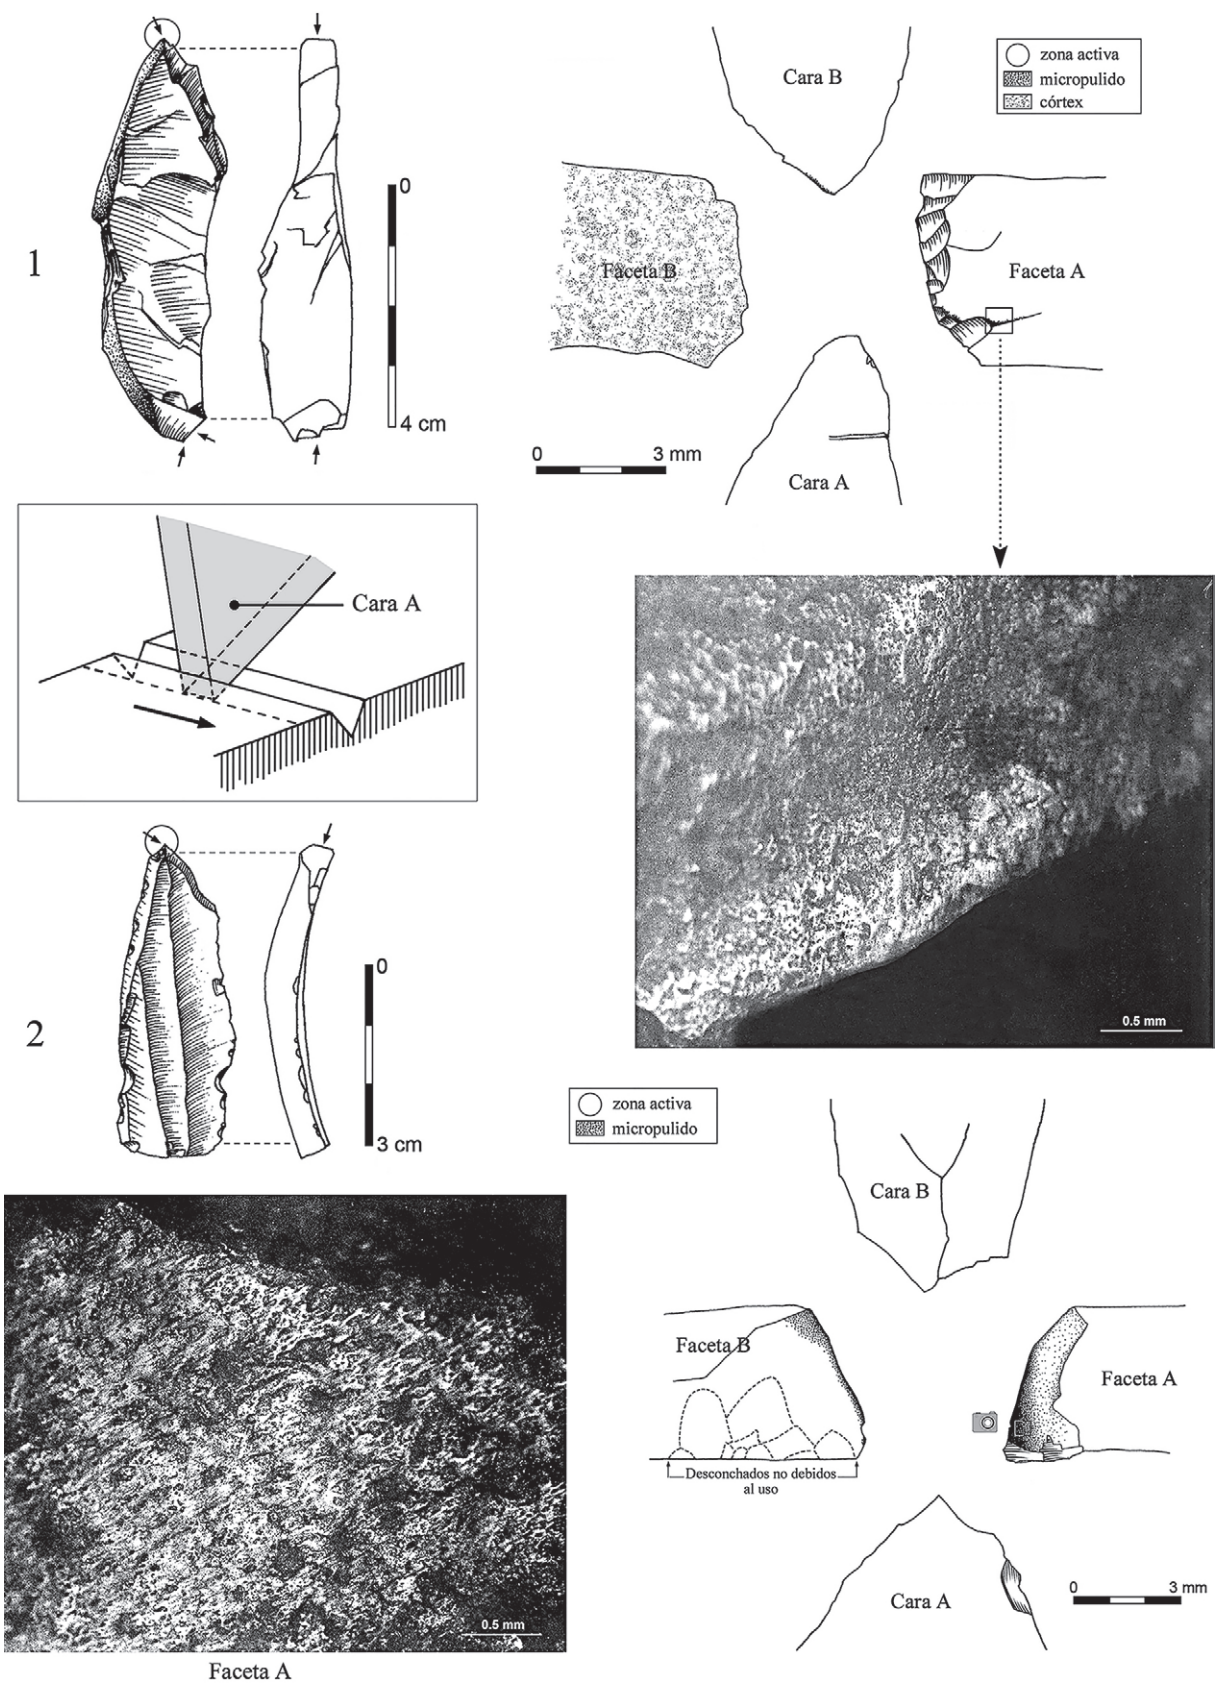 1
0
4 cm
Cara B
zona activa
micropulido
córtex
Faceta B
Faceta A
Cara A
0
3 mm
Cara A
0.5 mm
2
0
3 cm
0.5 mm
Faceta A
zona activa
micropulido
Cara B
Faceta B
Faceta A
Desconchados no debidos
al uso
Cara A
0
3 mm